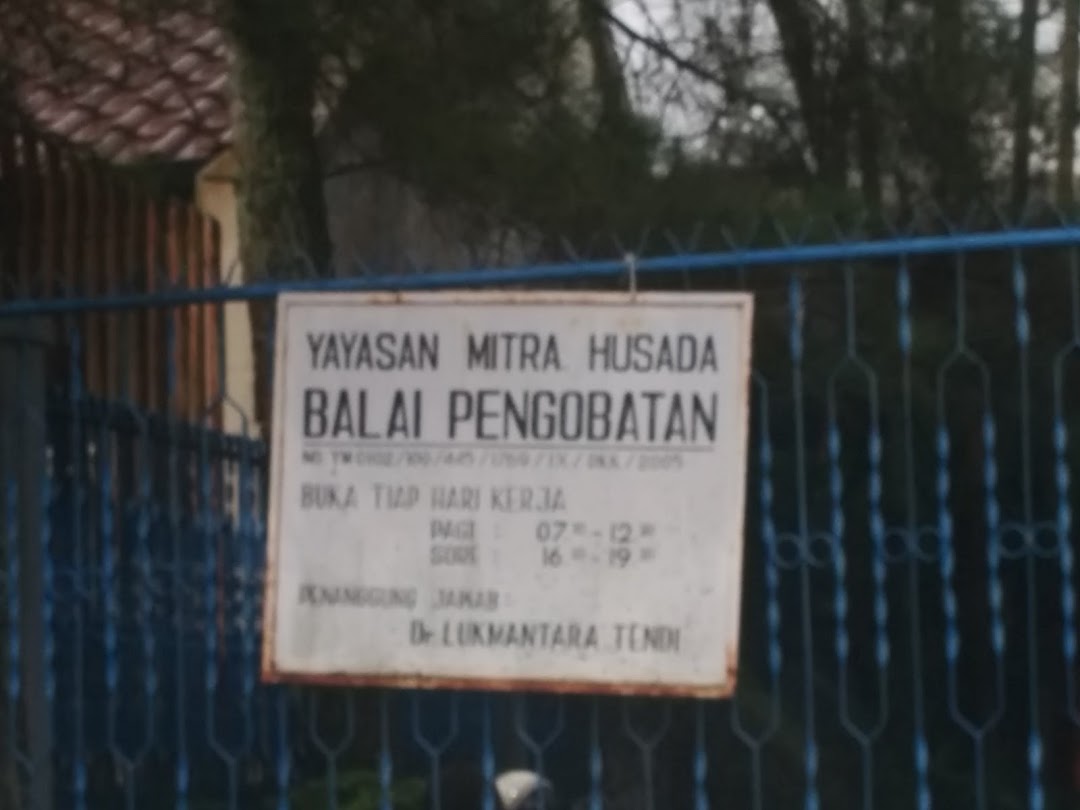 YAYASAN MITRA HUSADA
BALAI PENGOBATAN
BUKA TIAP HARI KERJA
PAGI : 07 - 12
SORE : 16 - 19
PENANGGUNG JAWAB :
Dr. LUKMANTARA TENDI